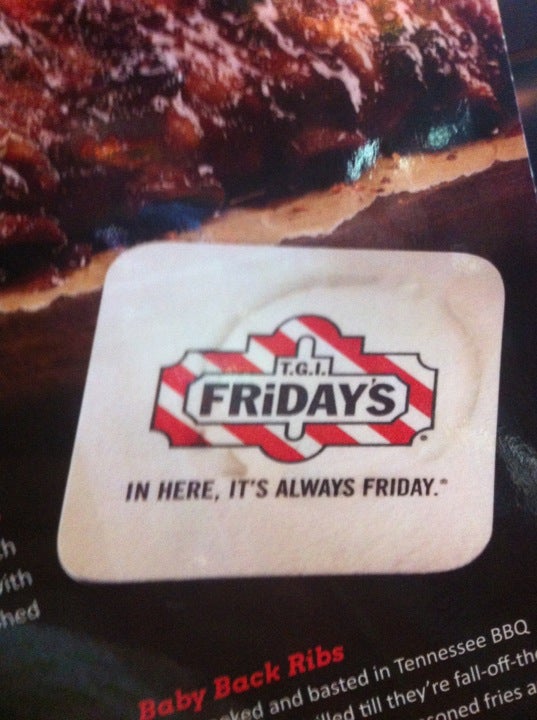 T.G.I.
FRiDAY'S®
IN HERE, IT'S ALWAYS FRIDAY.®
with
Baby Back Ribs
and basted in Tennessee BBQ
till they're fall-off-the
fries a